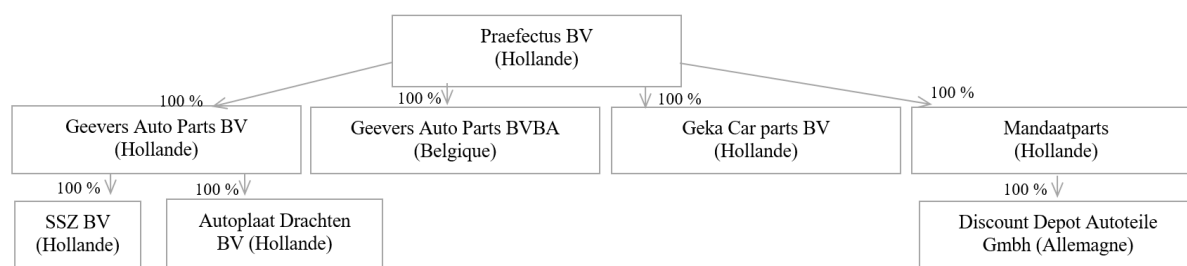 Praefectus BV
(Hollande)
100 %
100 %
100 %
100 %
Geevers Auto Parts BV
(Hollande)
Geevers Auto Parts BVBA
(Belgique)
Geka Car parts BV
(Hollande)
Mandaatparts
(Hollande)
100 %
100 %
100 %
SSZ BV
(Hollande)
Autoplaat Drachten
BV (Hollande)
Discount Depot Autoteile
Gmbh (Allemagne)